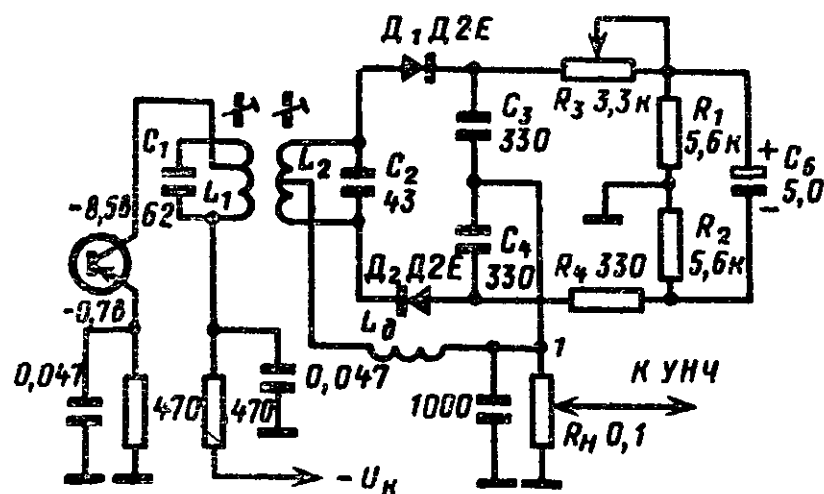 Д₁ Д2Е
R₃ 3,3к
C₁
L₁
L₂
C₂
43
C₃
330
R₁
5,6к
+
C₆
5,0
-
-8,5в
62
C₄
330
R₂
5,6к
Д₂ Д2Е
R₄ 330
-0,7в
L∂
1
0,047
470
470
0,047
1000
К УНЧ
Rн 0,1
-Uк